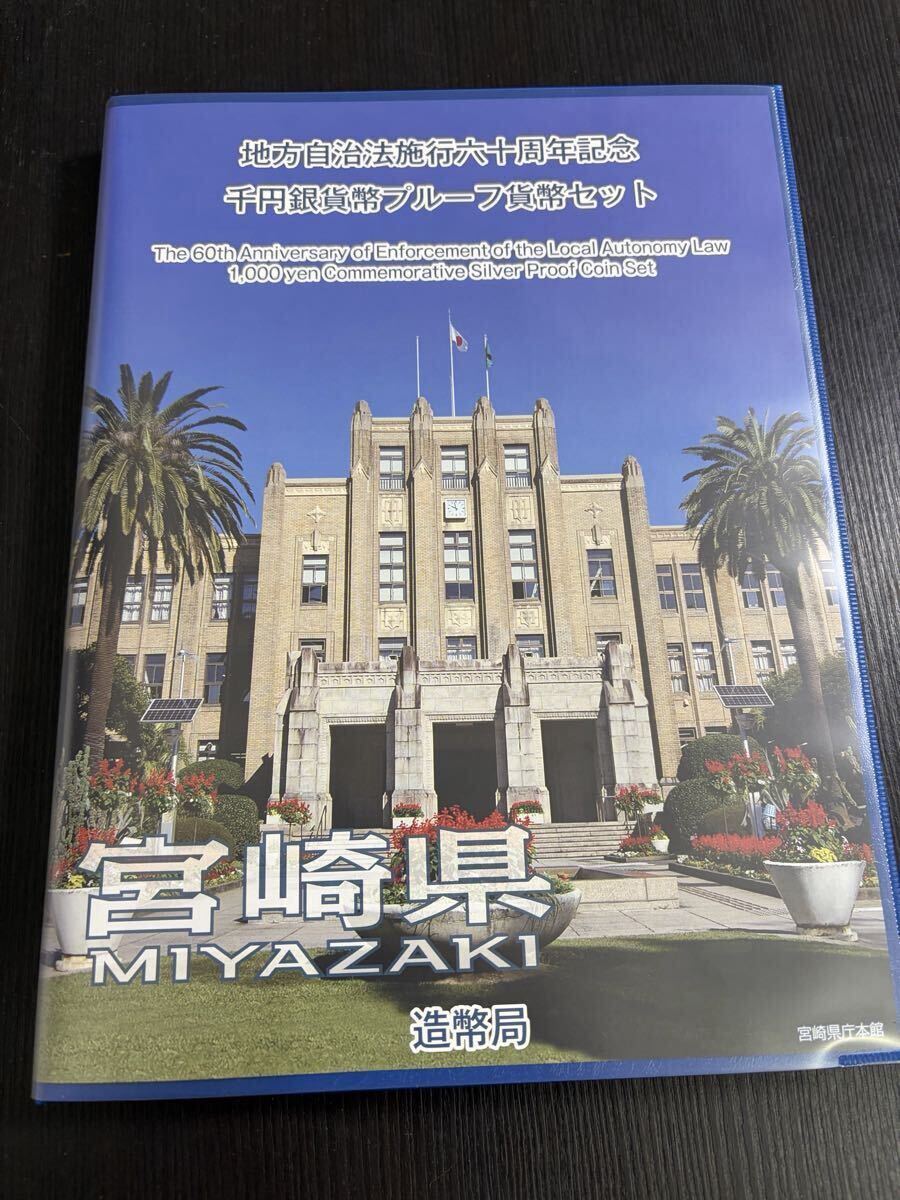 地方自治法施行六十周年記念
千円銀貨幣プルーフ貨幣セット
The 60th Anniversary of Enforcement of the Local Autonomy Law
1,000 yen Commemorative Silver Proof Coin Set
宮崎県
MIYAZAKI
造幣局
宮崎県庁本館